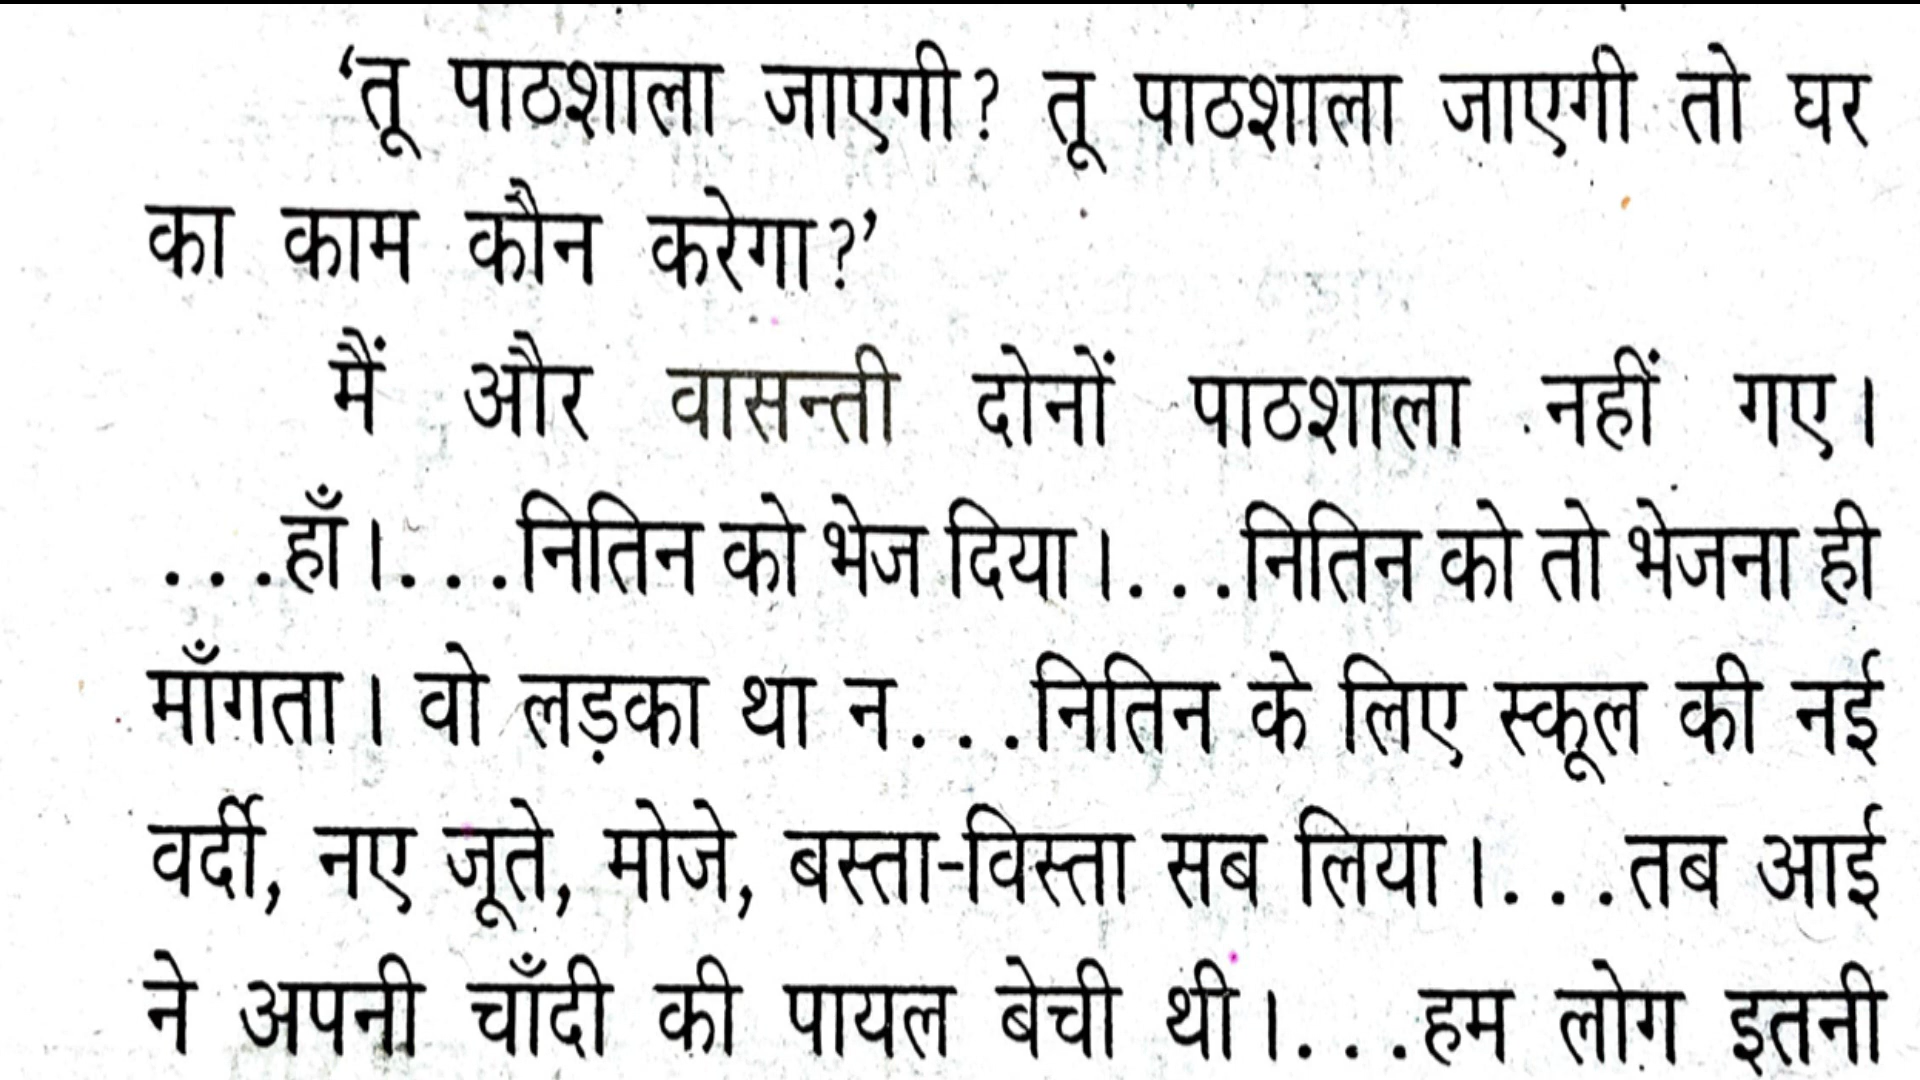 ‘तू पाठशाला जाएगी? तू पाठशाला जाएगी तो घर
का काम कौन करेगा?’
मैं और वासन्ती दोनों पाठशाला नहीं गए।
...हाँ।...नितिन को भेज दिया।...नितिन को तो भेजना ही
माँगता। वो लड़का था न...नितिन के लिए स्कूल की नई
वर्दी, नए जूते, मोजे, बस्ता-विस्ता सब लिया।...तब आई
ने अपनी चाँदी की पायल बेची थी।...हम लोग इतनी